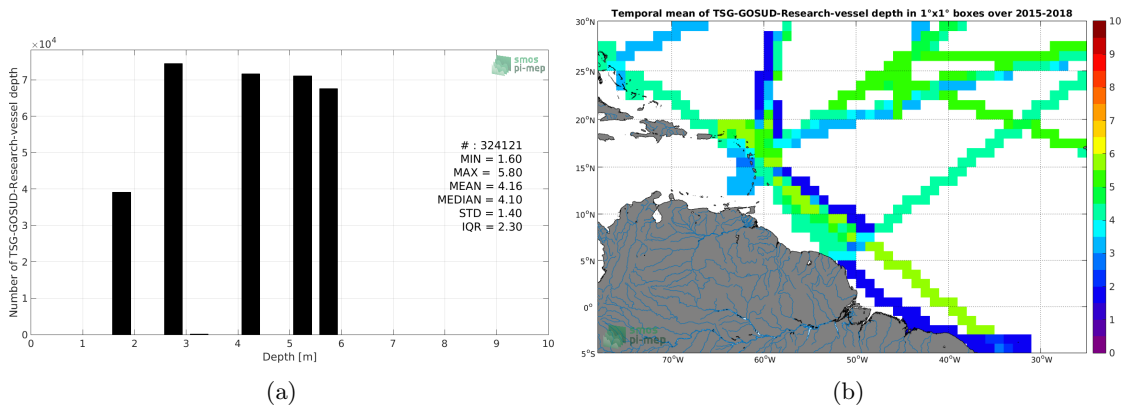 ×10⁴
8
7
6
5
4
3
2
1
0
Number of TSG-GOSUD-Research-vessel depth
smos
pi-mep
# : 324121
MIN = 1.60
MAX = 5.80
MEAN = 4.16
MEDIAN = 4.10
STD = 1.40
IQR = 2.30
0 1 2 3 4 5 6 7 8 9 10
Depth [m]
(a)
Temporal mean of TSG-GOSUD-Research-vessel depth in 1°x1° boxes over 2015-2018
30°N
25°N
20°N
15°N
10°N
5°N
0°
5°S
70°W 60°W 50°W 40°W 30°W
smos
pi-mep
10
9
8
7
6
5
4
3
2
1
0
(b)